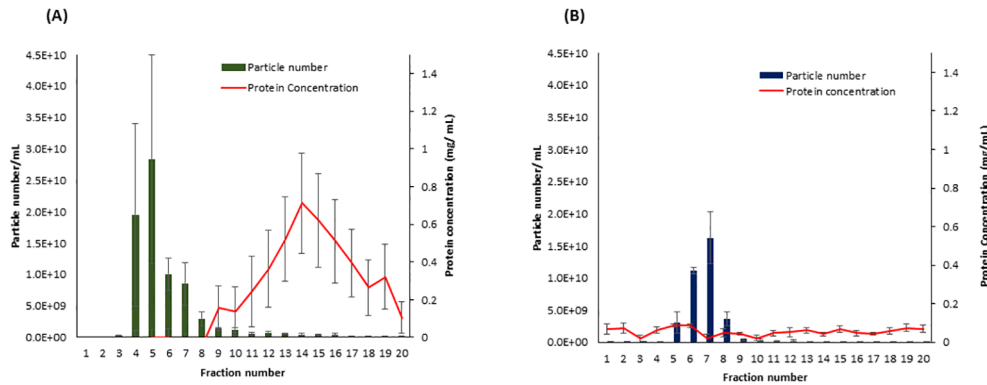 (A)
4.5E+10
4.0E+10
3.5E+10
3.0E+10
2.5E+10
2.0E+10
1.5E+10
1.0E+10
5.0E+09
0.0E+00
Particle number/mL
Particle number
Protein Concentration
1.4
1.2
1
0.8
0.6
0.4
0.2
0
Protein concentration (mg/ mL)
1 2 3 4 5 6 7 8 9 10 11 12 13 14 15 16 17 18 19 20
Fraction number
(B)
4.5E+10
4.0E+10
3.5E+10
3.0E+10
2.5E+10
2.0E+10
1.5E+10
1.0E+10
5.0E+09
0.0E+00
Particle number/ mL
Particle number
Protein concentration
1.4
1.2
1
0.8
0.6
0.4
0.2
0
Protein Concentration (mg/mL)
1 2 3 4 5 6 7 8 9 10 11 12 13 14 15 16 17 18 19 20
Fraction number